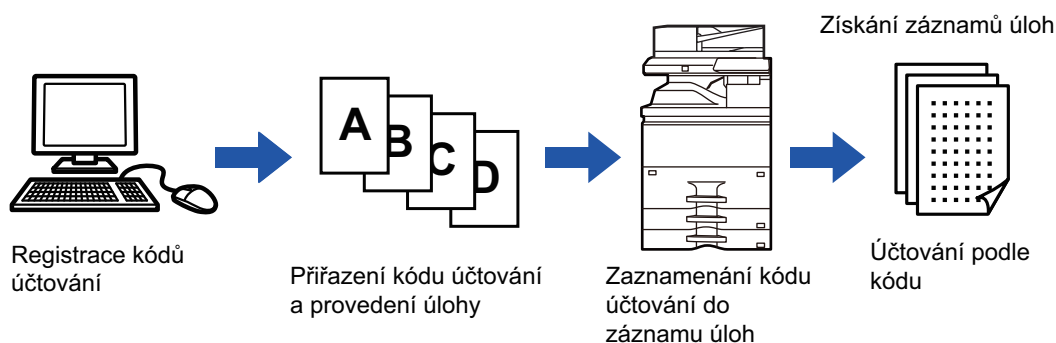 Získání záznamů úloh
A
B
C
D
Registrace kódů
účtování
Přiřazení kódu účtování
a provedení úlohy
Zaznamenání kódu
účtování do
záznamu úloh
Účtování podle
kódu